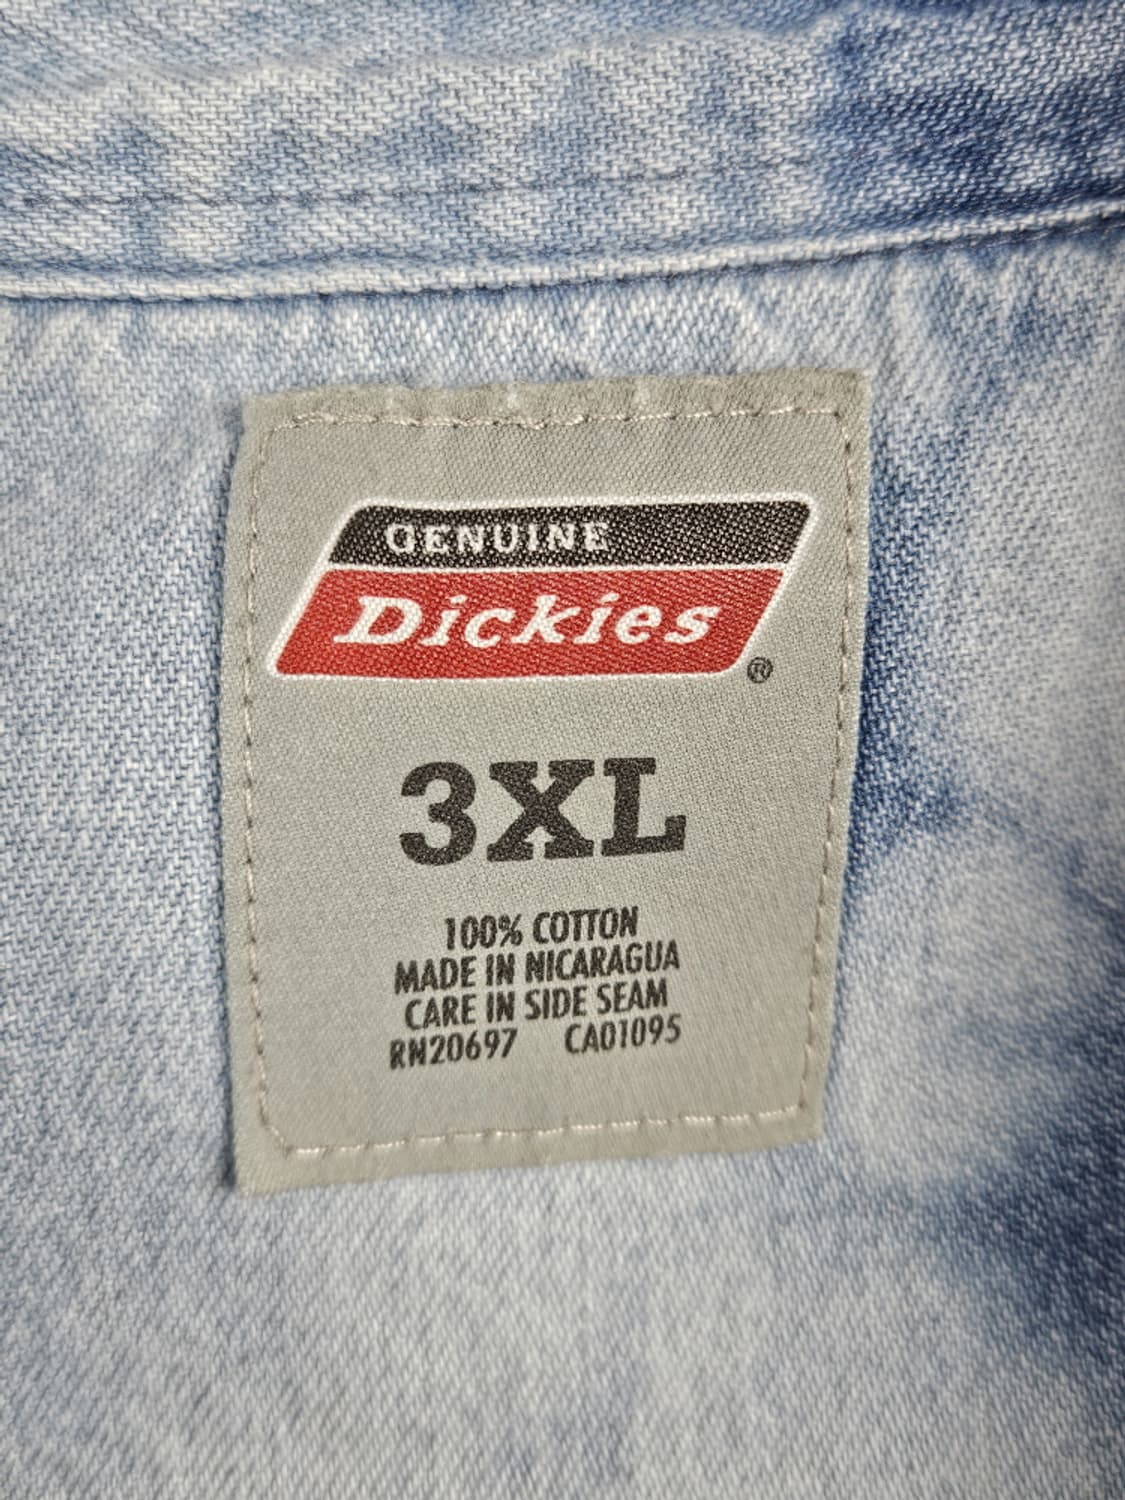 GENUINE
Dickies
®
3XL
100% COTTON
MADE IN NICARAGUA
CARE IN SIDE SEAM
RN20697 CA01095